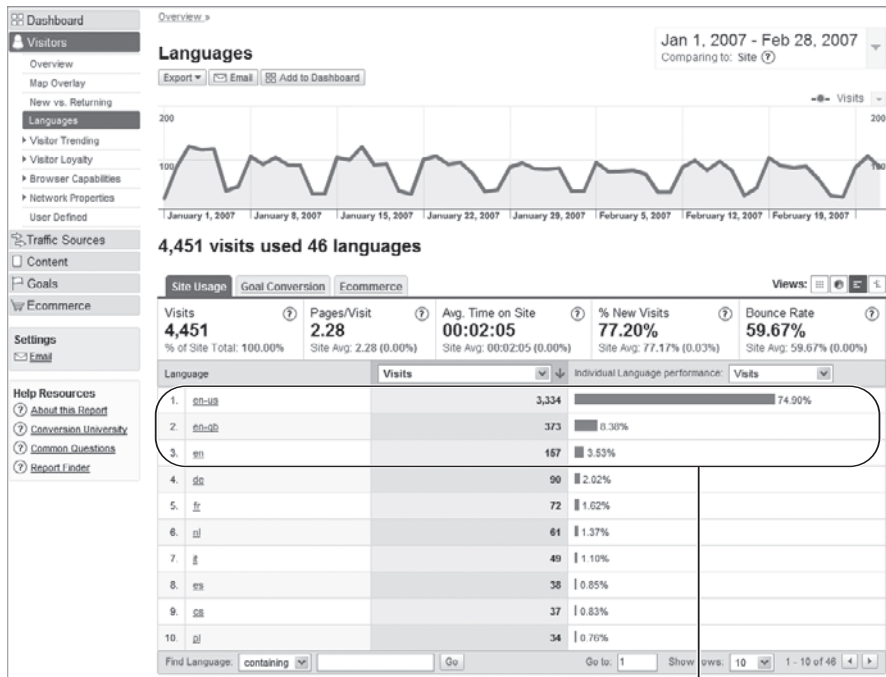 Dashboard
Visitors
Overview
Map Overlay
New vs. Returning
Languages
Visitor Trending
Visitor Loyalty
Browser Capabilities
Network Properties
User Defined
Traffic Sources
Content
Goals
Ecommerce
Settings
Email
Help Resources
About this Report
Conversion University
Common Questions
Report Finder
Overview »
Languages
Jan 1, 2007 - Feb 28, 2007
Comparing to: Site
Export Email Add to Dashboard
Visits
200 200
100 100
January 1, 2007 January 8, 2007 January 15, 2007 January 22, 2007 January 29, 2007 February 5, 2007 February 12, 2007 February 19, 2007
4,451 visits used 46 languages
Site Usage Goal Conversion Ecommerce Views:
Visits Pages/Visit Avg. Time on Site % New Visits Bounce Rate
4,451 2.28 00:02:05 77.20% 59.67%
% of Site Total: 100.00% Site Avg: 2.28 (0.00%) Site Avg: 00:02:05 (0.00%) Site Avg: 77.17% (0.03%) Site Avg: 59.67% (0.00%)
Language Visits Individual Language performance: Visits
1. en-us 3,334 74.90%
2. en-gb 373 8.38%
3. en 157 3.53%
4. de 90 2.02%
5. fr 72 1.62%
6. nl 61 1.37%
7. it 49 1.10%
8. es 38 0.85%
9. cs 37 0.83%
10. pl 34 0.76%
Find Language: containing Go Go to: 1 Show rows: 10 1 - 10 of 46